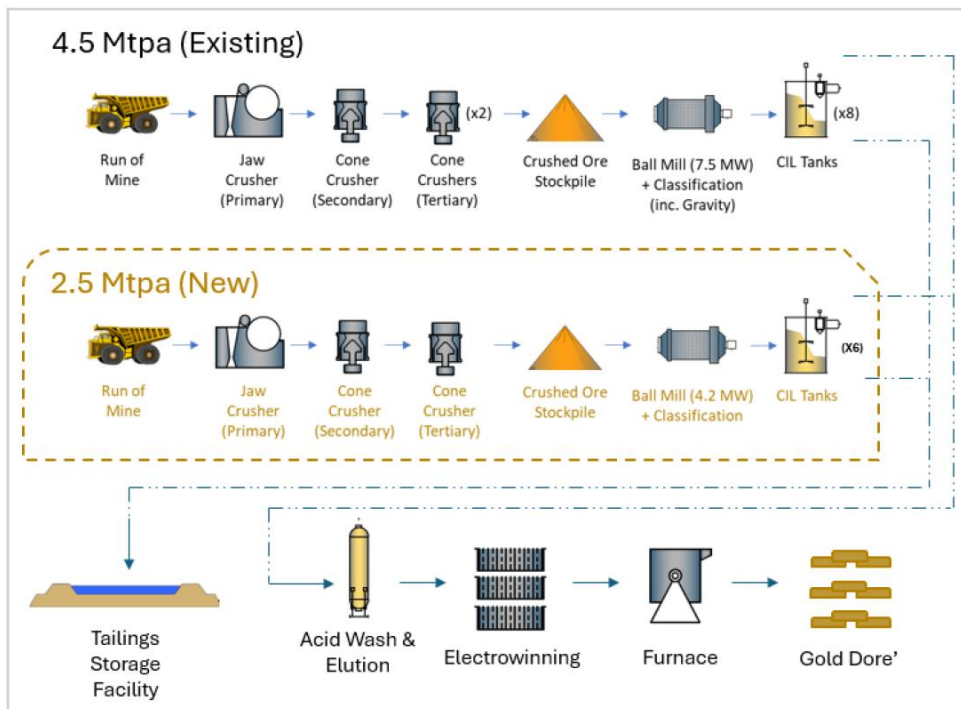 4.5 Mtpa (Existing)
(x2)
(x8)
Run of
Mine
Jaw
Crusher
(Primary)
Cone
Crusher
(Secondary)
Cone
Crushers
(Tertiary)
Crushed Ore
Stockpile
Ball Mill (7.5 MW)
+ Classification
(inc. Gravity)
CIL Tanks
2.5 Mtpa (New)
(X6)
Run of
Mine
Jaw
Crusher
(Primary)
Cone
Crusher
(Secondary)
Cone
Crusher
(Tertiary)
Crushed Ore
Stockpile
Ball Mill (4.2 MW)
+ Classification
CIL Tanks
Tailings
Storage
Facility
Acid Wash &
Elution
Electrowinning
Furnace
Gold Dore'